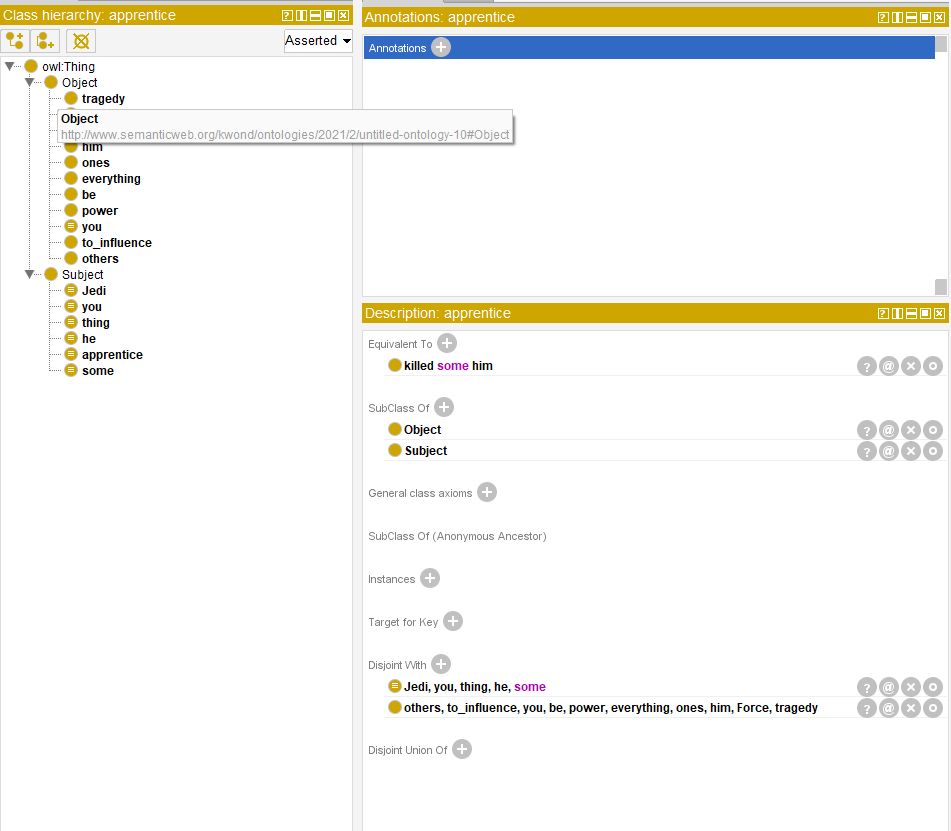 Class hierarchy: apprentice
Asserted
owl:Thing
Object
tragedy
Object
http://www.semanticweb.org/kwond/ontologies/2021/2/untitled-ontology-10#Object
him
ones
everything
be
power
you
to_influence
others
Subject
Jedi
you
thing
he
apprentice
some
Annotations: apprentice
Annotations
Description: apprentice
Equivalent To
killed some him
SubClass Of
Object
Subject
General class axioms
SubClass Of (Anonymous Ancestor)
Instances
Target for Key
Disjoint With
Jedi, you, thing, he, some
others, to_influence, you, be, power, everything, ones, him, Force, tragedy
Disjoint Union Of